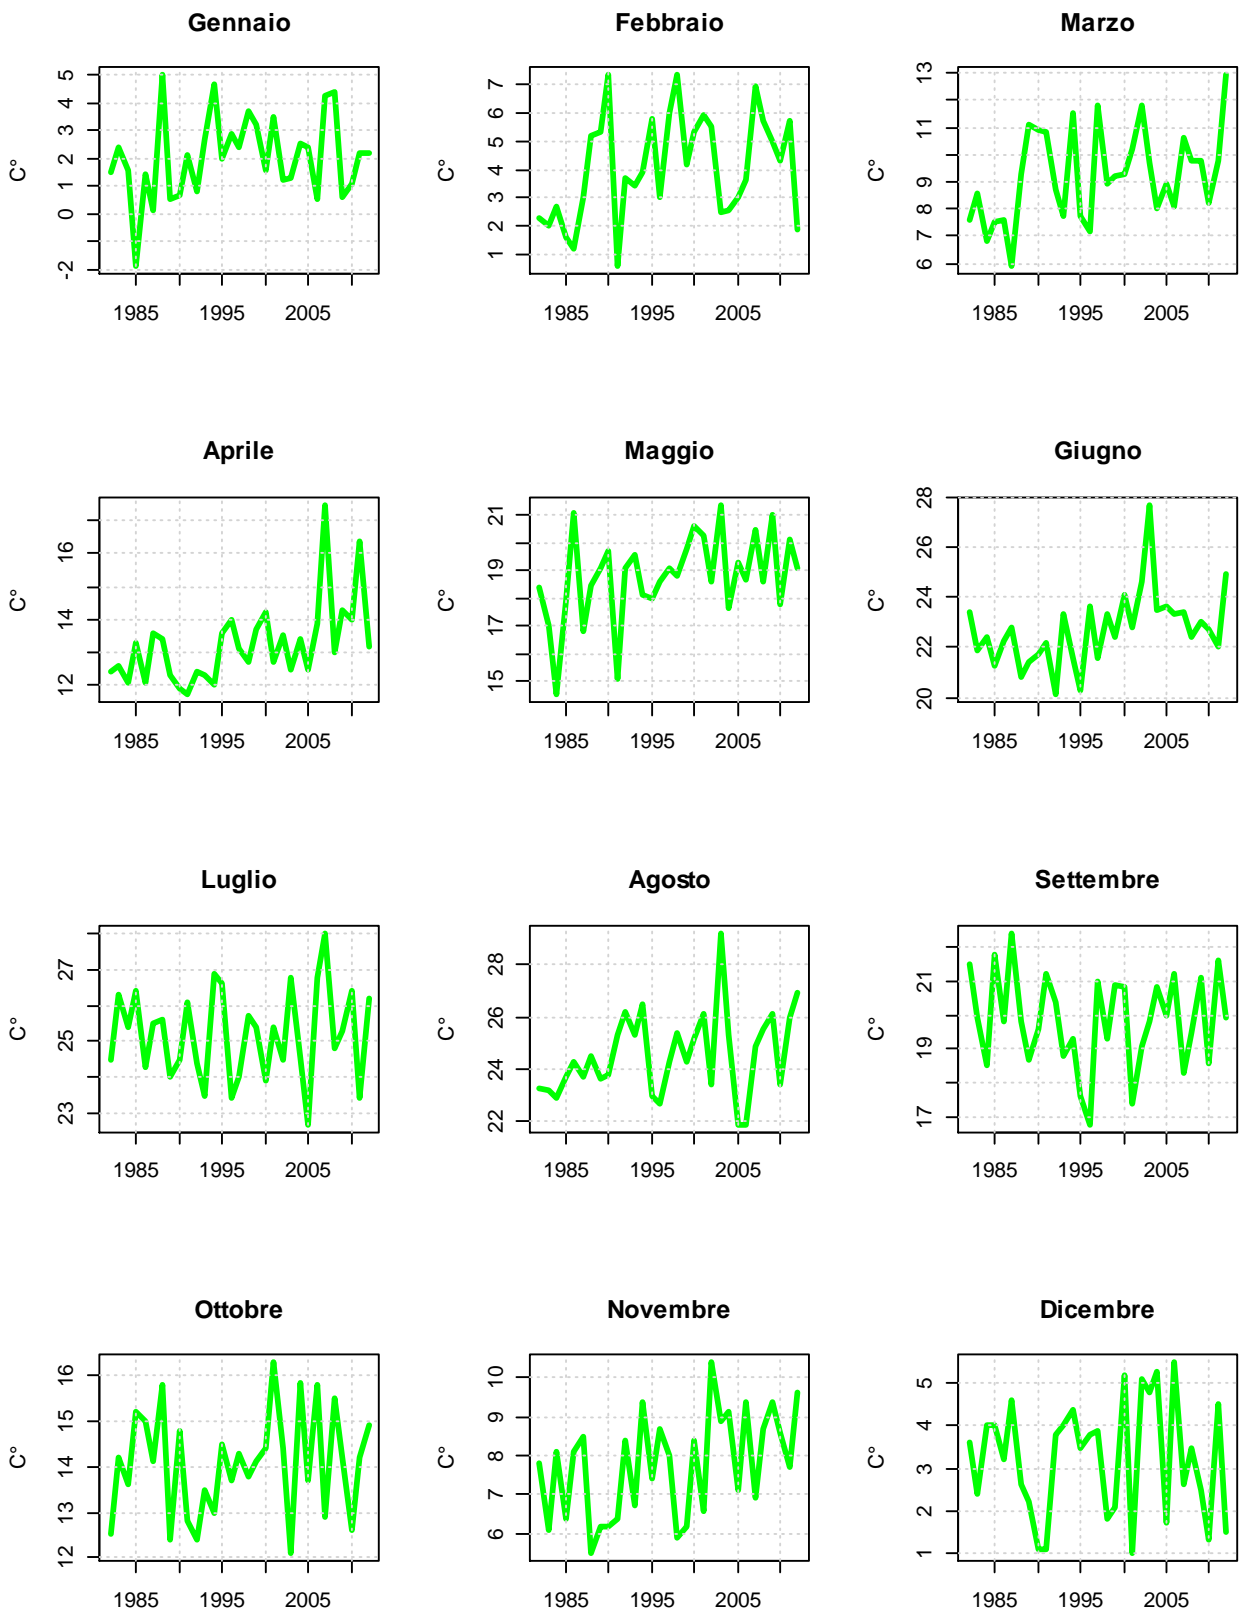 Gennaio Febbraio Marzo
C° C° C°
5 4 3 2 1 0 -2
7 6 5 4 3 2 1
13 11 9 8 7 6
1985 1995 2005 1985 1995 2005 1985 1995 2005
Aprile Maggio Giugno
C° C° C°
16 14 12
21 19 17 15
28 26 24 22 20
1985 1995 2005 1985 1995 2005 1985 1995 2005
Luglio Agosto Settembre
C° C° C°
27 25 23
28 26 24 22
21 19 17
1985 1995 2005 1985 1995 2005 1985 1995 2005
Ottobre Novembre Dicembre
C° C° C°
16 15 14 13 12
10 9 8 7 6
5 4 3 2 1
1985 1995 2005 1985 1995 2005 1985 1995 2005